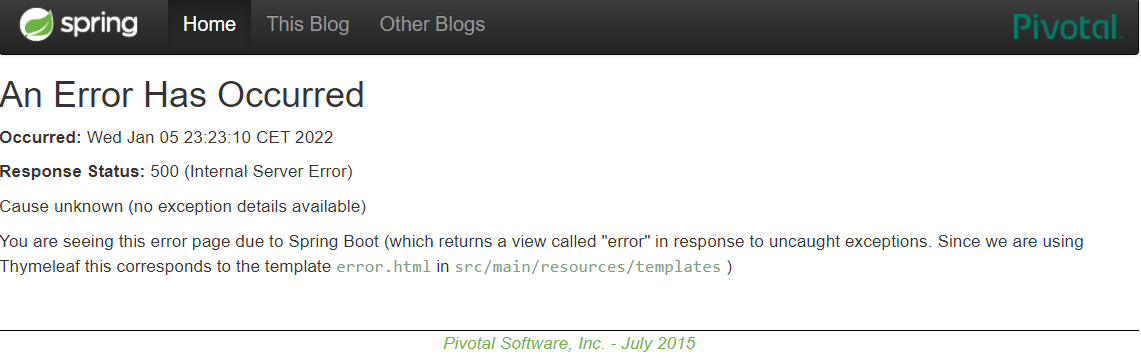 spring Home This Blog Other Blogs Pivotal
An Error Has Occurred
Occurred: Wed Jan 05 23:23:10 CET 2022
Response Status: 500 (Internal Server Error)
Cause unknown (no exception details available)
You are seeing this error page due to Spring Boot (which returns a view called "error" in response to uncaught exceptions. Since we are using
Thymeleaf this corresponds to the template error.html in src/main/resources/templates )
Pivotal Software, Inc. - July 2015